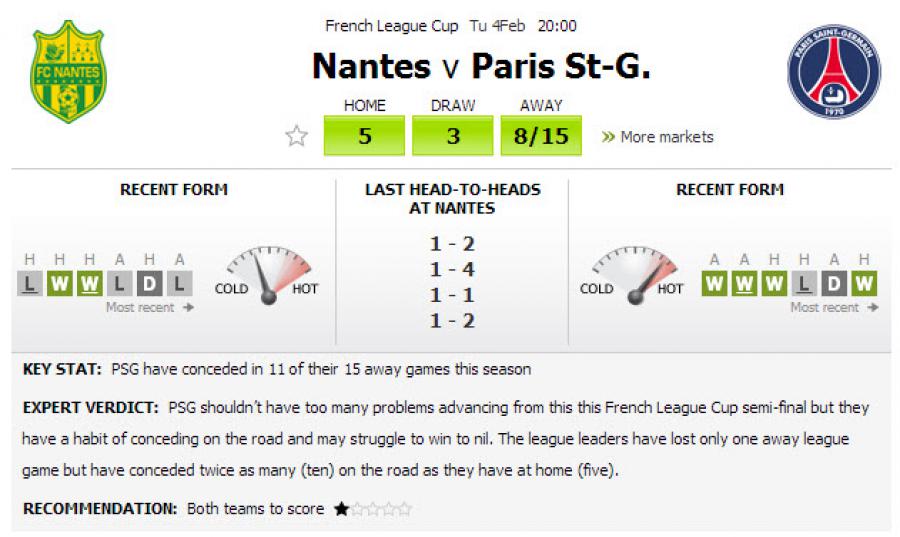 French League Cup Tu 4Feb 20:00
FC NANTES
Nantes v Paris St-G.
PARIS SAINT-GERMAIN
1970
HOME DRAW AWAY
5 3 8/15 » More markets
RECENT FORM
LAST HEAD-TO-HEADS
AT NANTES
RECENT FORM
H H H A H A
L W W L D L
Most recent
COLD HOT
1 - 2
1 - 4
1 - 1
1 - 2
COLD HOT
A A H H A H
W W W L D W
Most recent
KEY STAT: PSG have conceded in 11 of their 15 away games this season
EXPERT VERDICT: PSG shouldn't have too many problems advancing from this this French League Cup semi-final but they
have a habit of conceding on the road and may struggle to win to nil. The league leaders have lost only one away league
game but have conceded twice as many (ten) on the road as they have at home (five).
RECOMMENDATION: Both teams to score